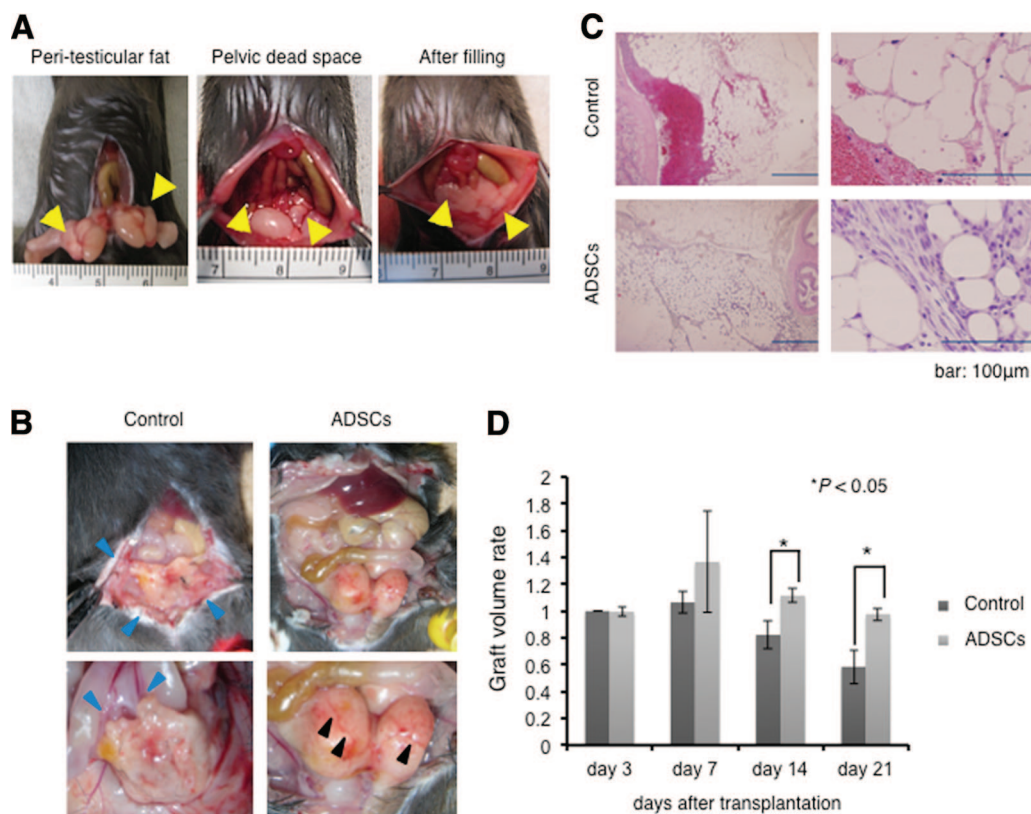 A
Peri-testicular fat
Pelvic dead space
After filling
4 5 6
7 8 9
7 8 9
B
Control
ADSCs
C
Control
ADSCs
bar: 100μm
D
*P < 0.05
Graft volume rate
2
1.8
1.6
1.4
1.2
1
0.8
0.6
0.4
0.2
0
* *
Control
ADSCs
day 3 day 7 day 14 day 21
days after transplantation